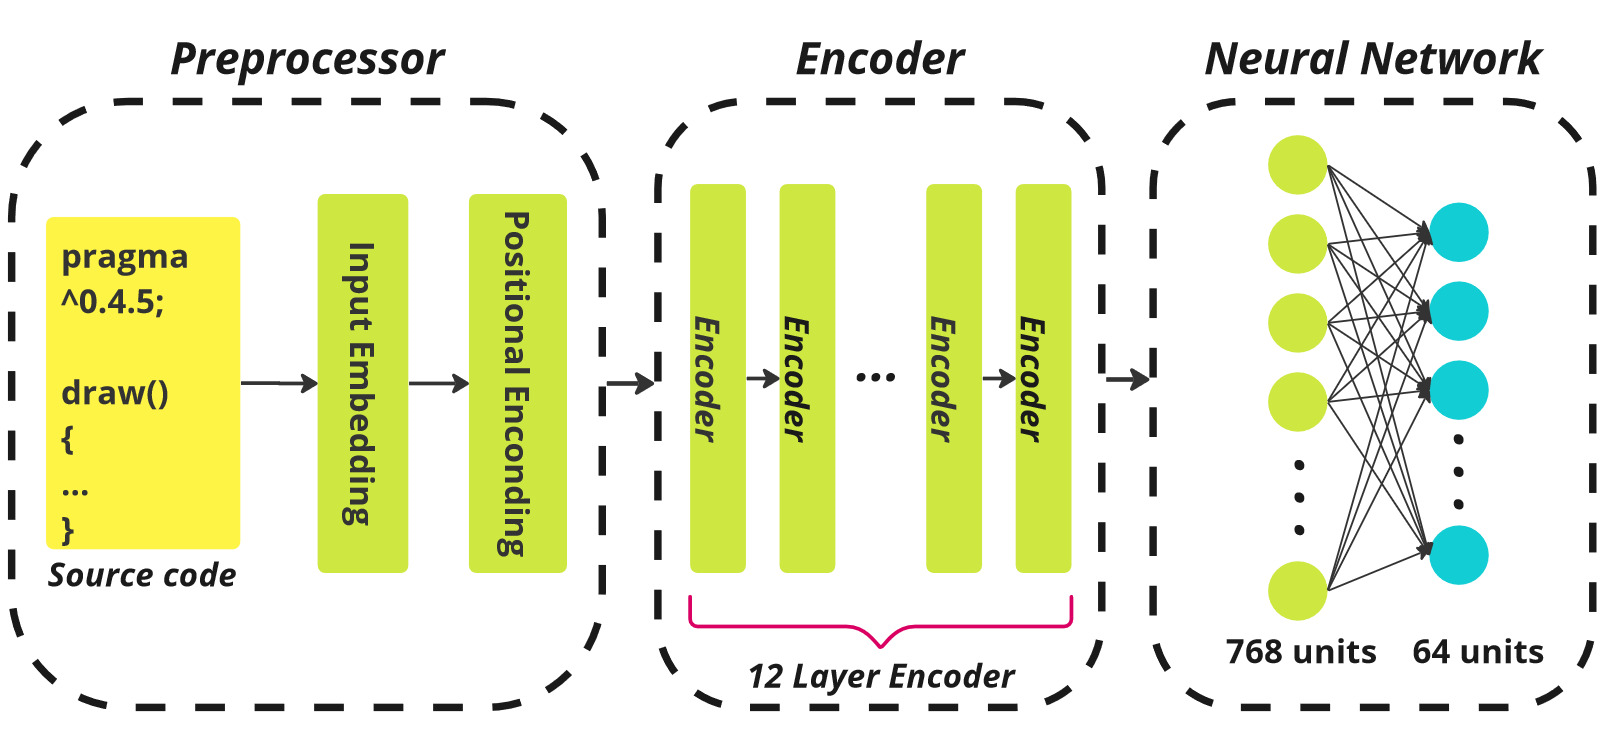 Preprocessor
pragma
^0.4.5;
draw()
{
...
}
Source code
Input Embedding
Positional Enconding
Encoder
Encoder
Encoder
...
Encoder
Encoder
12 Layer Encoder
Neural Network
768 units
64 units